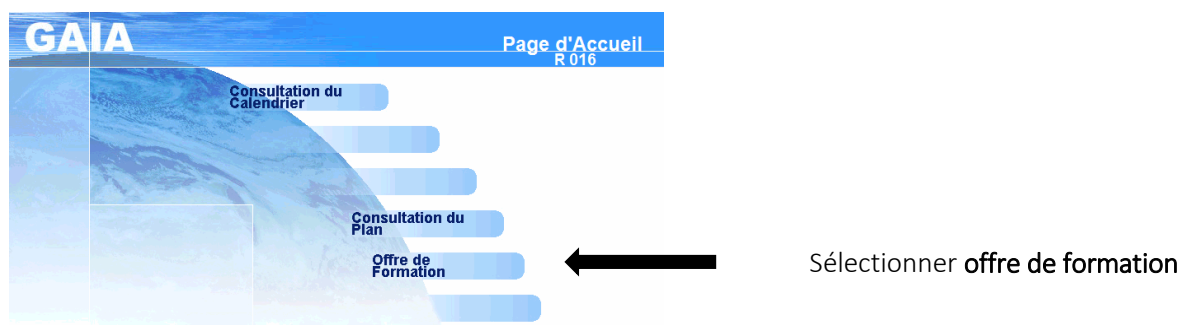 GAIA
Page d'Accueil
R 016
Consultation du
Calendrier
Consultation du
Plan
Offre de
Formation
Sélectionner offre de formation